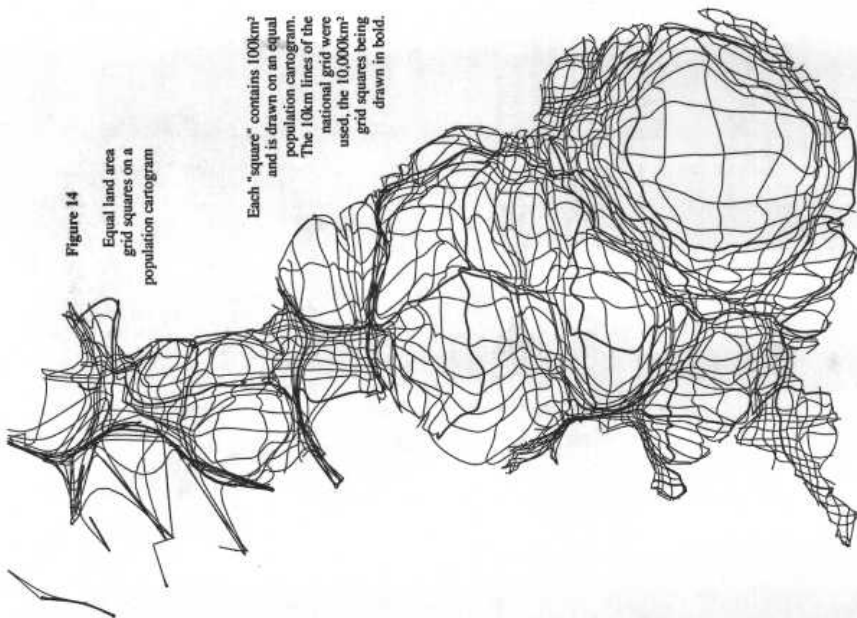 Figure 14
Equal land area
grid squares on a
population cartogram
Each "square" contains 100km²
and is drawn on an equal
population cartogram.
The 10km lines of the
national grid were
used, the 10,000km²
grid squares being
drawn in bold.